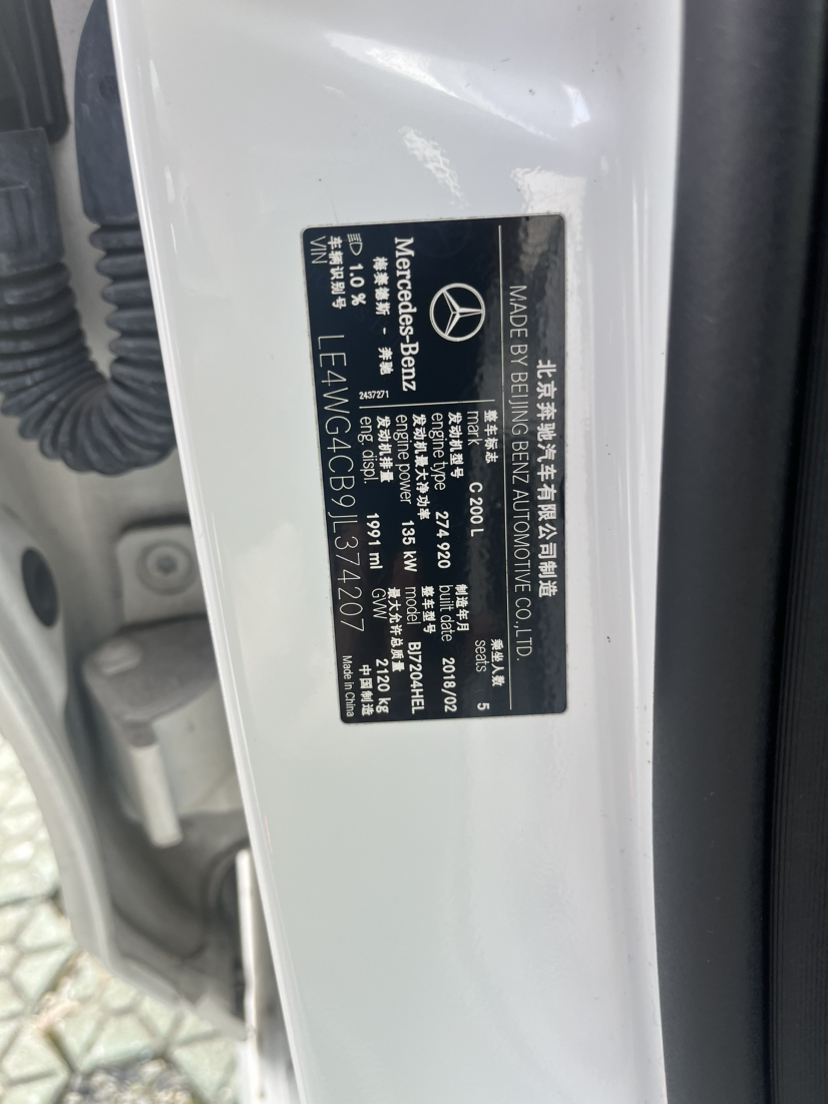 北京奔驰汽车有限公司制造
MADE BY BEIJING BENZ AUTOMOTIVE CO.,LTD.
Mercedes-Benz
梅赛德斯 - 奔驰
1.0 %
2437271
整车标志
mark C 200 L
乘坐人数
seats 5
发动机型号
engine type 274 920
制造年月
built date 2018/02
发动机最大净功率
engine power 135 kW
整车型号
model BJ7204HEL
发动机排量
eng. displ. 1991 ml
最大允许总质量
GVW 2120 kg
车辆识别号
VIN LE4WG4CB9JL374207
中国制造
Made in China